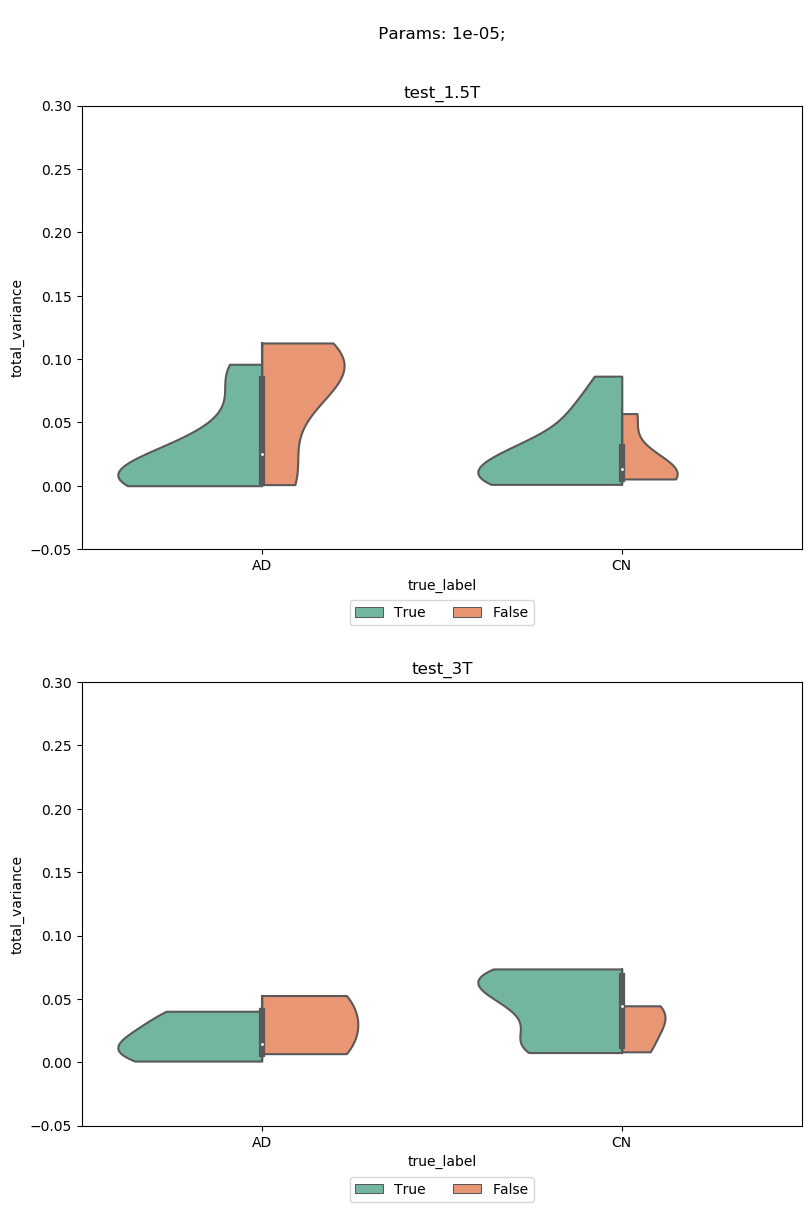 Params: 1e-05;
test_1.5T
0.30
0.25
0.20
0.15
0.10
0.05
0.00
−0.05
total_variance
AD
CN
true_label
True
False
test_3T
0.30
0.25
0.20
0.15
0.10
0.05
0.00
−0.05
total_variance
AD
CN
true_label
True
False